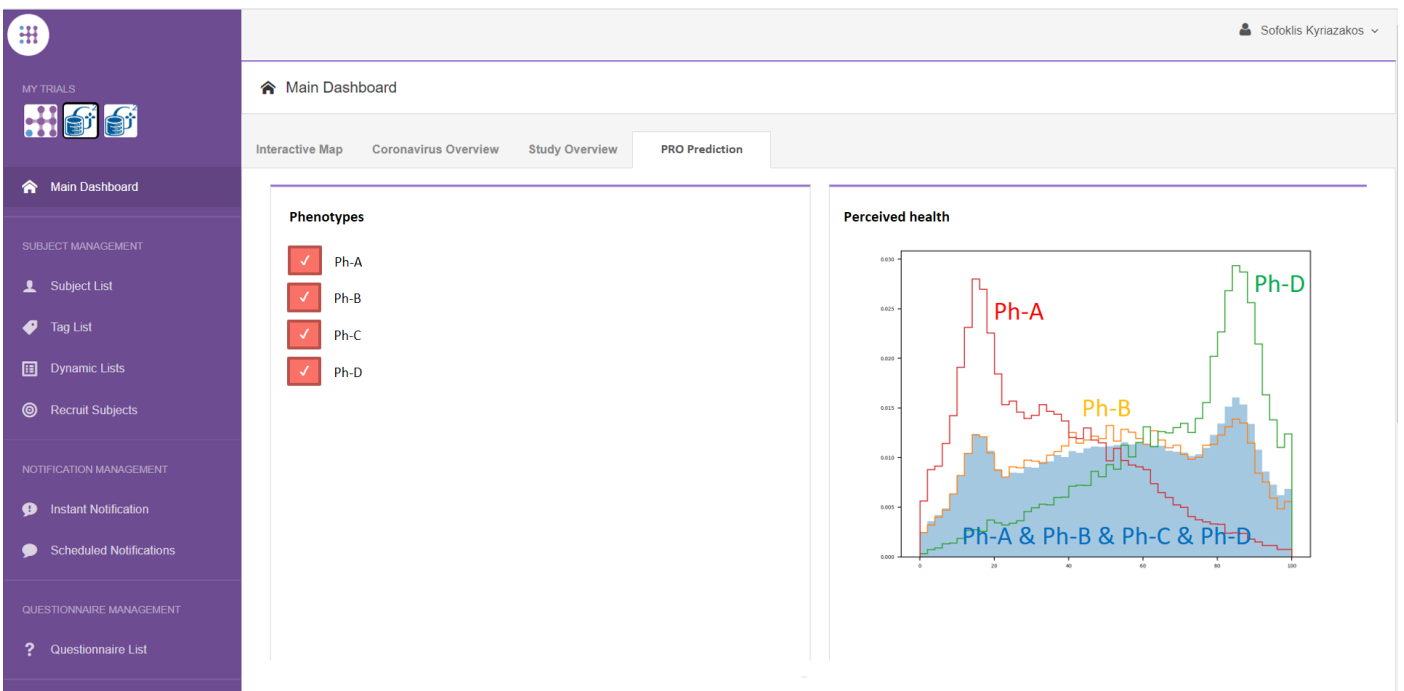 Sofoklis Kyriazakos
MY TRIALS
Main Dashboard
Interactive Map Coronavirus Overview Study Overview PRO Prediction
Main Dashboard
SUBJECT MANAGEMENT
Subject List
Tag List
Dynamic Lists
Recruit Subjects
NOTIFICATION MANAGEMENT
Instant Notification
Scheduled Notifications
QUESTIONNAIRE MANAGEMENT
Questionnaire List
Phenotypes
Ph-A
Ph-B
Ph-C
Ph-D
Perceived health
0.030
0.025
0.020
0.015
0.010
0.005
0.000
0 20 40 60 80 100
Ph-A
Ph-D
Ph-B
Ph-A & Ph-B & Ph-C & Ph-D